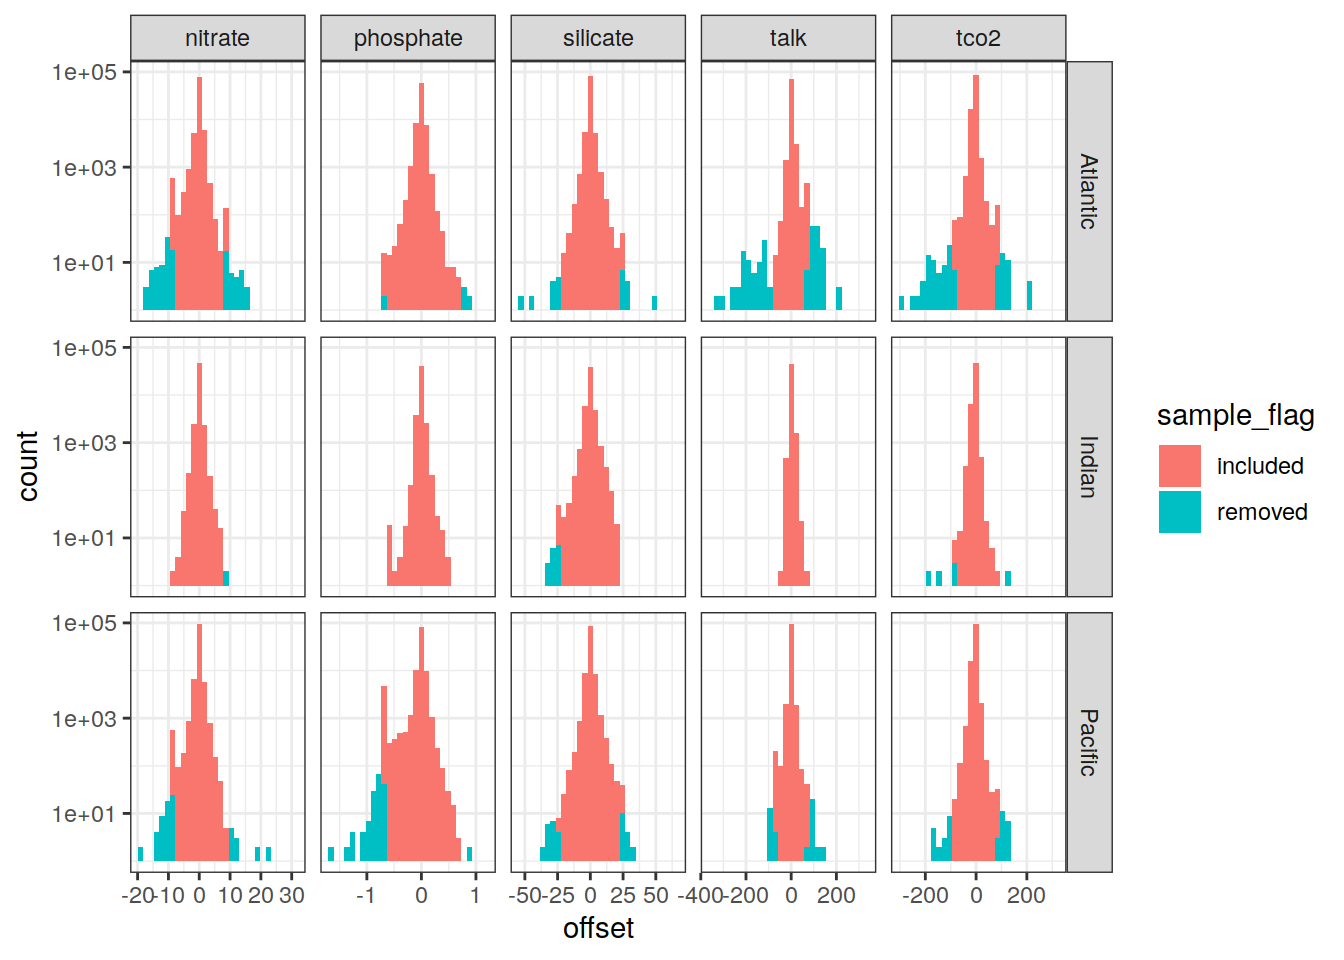 nitrate phosphate silicate talk tco2
1e+05
1e+03
1e+01
Atlantic
1e+05
1e+03
1e+01
Indian
1e+05
1e+03
1e+01
Pacific
count
-20 -10 0 10 20 30 -1 0 1 -50 -25 0 25 50 -400 -200 0 200 -200 0 200
offset
sample_flag
included
removed